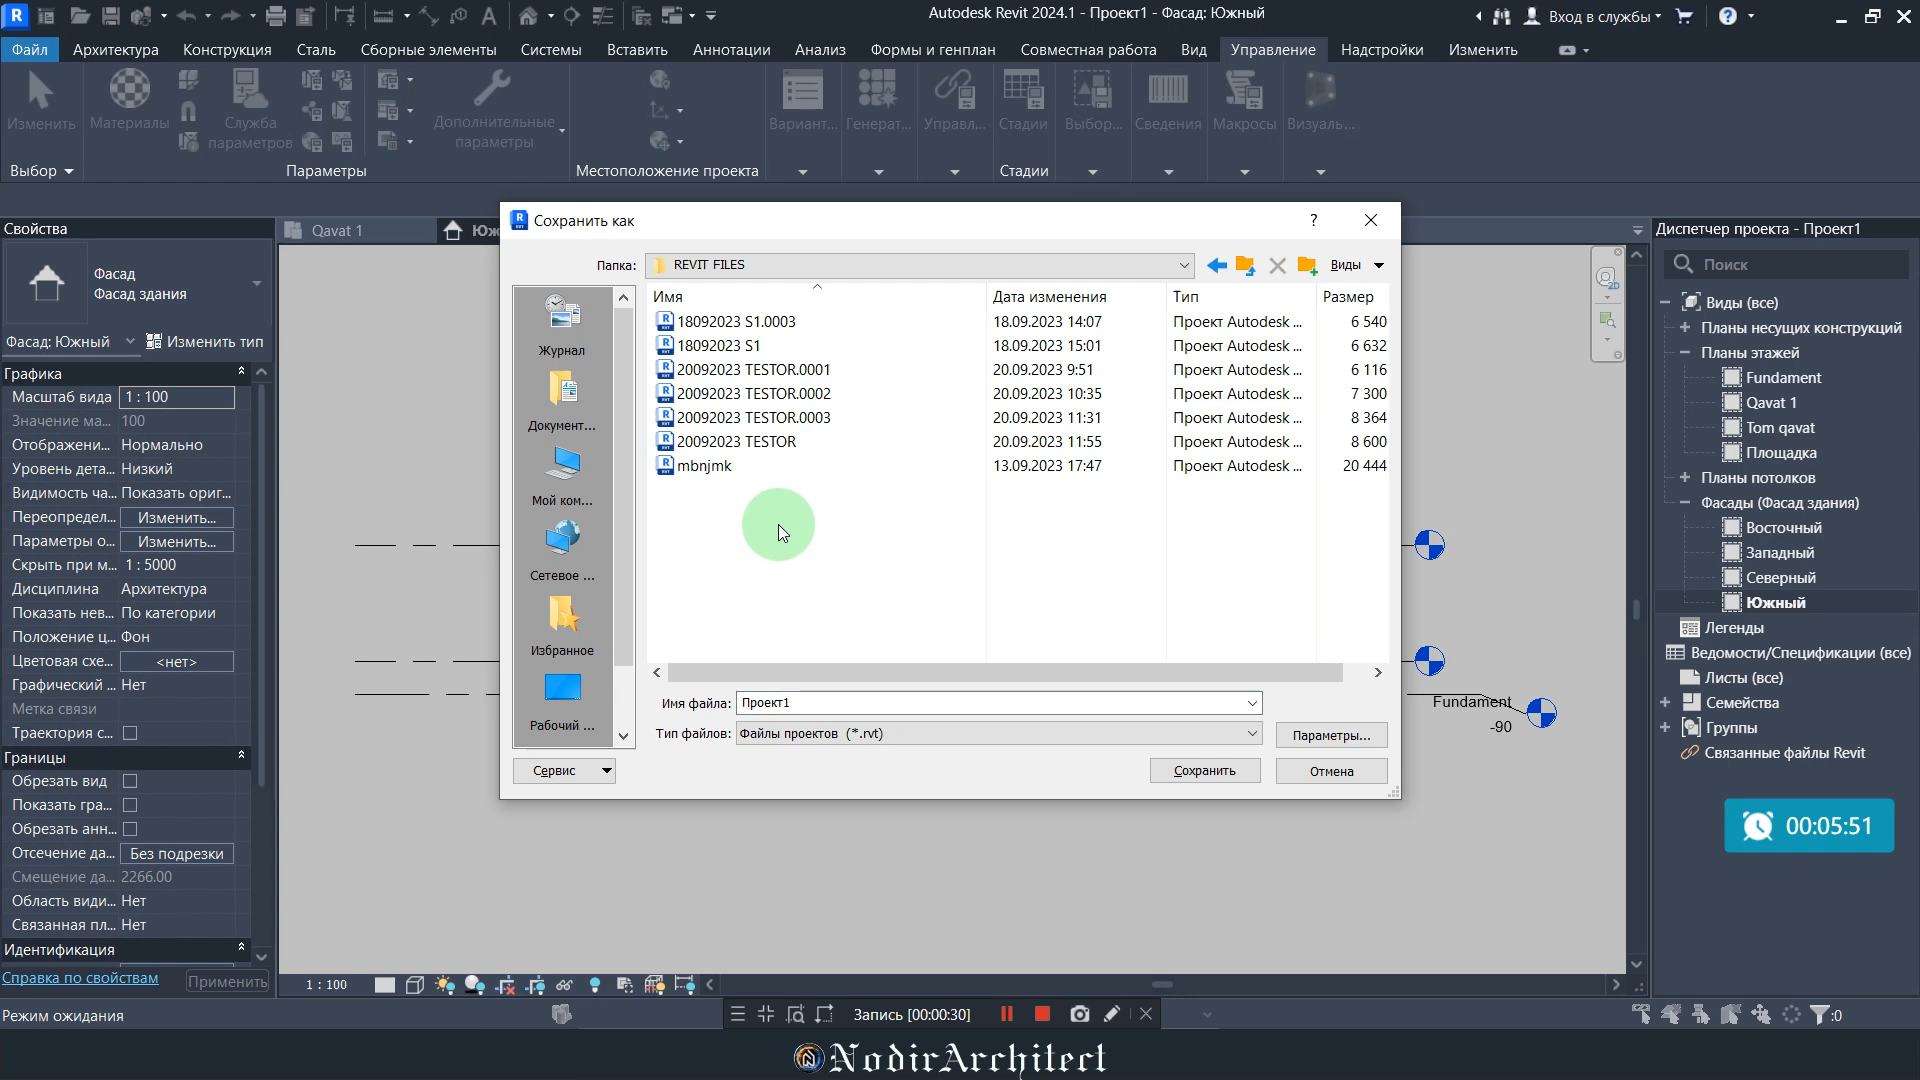 Autodesk Revit 2024.1 - Проект1 - Фасад: Южный
Вход в службы
Файл Архитектура Конструкция Сталь Сборные элементы Системы Вставить Аннотации Анализ Формы и генплан Совместная работа Вид Управление Надстройки Изменить
Изменить
Материалы
Служба параметров
Дополнительные параметры
Вариант...
Генерат...
Управл...
Стадии
Выбор...
Сведения
Макросы
Визуаль...
Выбор
Параметры
Местоположение проекта
Стадии
Свойства
Qavat 1
Юж
Фасад
Фасад здания
Фасад: Южный
Изменить тип
Графика
Масштаб вида 1 : 100
Значение ма... 100
Отображени... Нормально
Уровень дета... Низкий
Видимость ча... Показать ориг...
Переопредел... Изменить...
Параметры о... Изменить...
Скрыть при м... 1 : 5000
Дисциплина Архитектура
Показать нев... По категории
Положение ц... Фон
Цветовая схе... <нет>
Графический ... Нет
Метка связи
Траектория с...
Границы
Обрезать вид
Показать гра...
Обрезать анн...
Отсечение да... Без подрезки
Смещение да... 2266.00
Область види... Нет
Связанная пл... Нет
Идентификация
Справка по свойствам
Применить
Сохранить как
?
Папка: REVIT FILES
Виды
Журнал
Документ...
Мой ком...
Сетевое ...
Избранное
Рабочий ...
Имя Дата изменения Тип Размер
18092023 S1.0003 18.09.2023 14:07 Проект Autodesk ... 6 540
18092023 S1 18.09.2023 15:01 Проект Autodesk ... 6 632
20092023 TESTOR.0001 20.09.2023 9:51 Проект Autodesk ... 6 116
20092023 TESTOR.0002 20.09.2023 10:35 Проект Autodesk ... 7 300
20092023 TESTOR.0003 20.09.2023 11:31 Проект Autodesk ... 8 364
20092023 TESTOR 20.09.2023 11:55 Проект Autodesk ... 8 600
mbnjmk 13.09.2023 17:47 Проект Autodesk ... 20 444
Имя файла: Проект1
Тип файлов: Файлы проектов (*.rvt)
Параметры...
Сервис
Сохранить
Отмена
Fundament
-90
Диспетчер проекта - Проект1
Поиск
Виды (все)
Планы несущих конструкций
Планы этажей
Fundament
Qavat 1
Tom qavat
Площадка
Планы потолков
Фасады (Фасад здания)
Восточный
Западный
Северный
Южный
Легенды
Ведомости/Спецификации (все)
Листы (все)
Семейства
Группы
Связанные файлы Revit
00:05:51
1 : 100
Режим ожидания
Запись [00:00:30]
:0
NodirArchitect